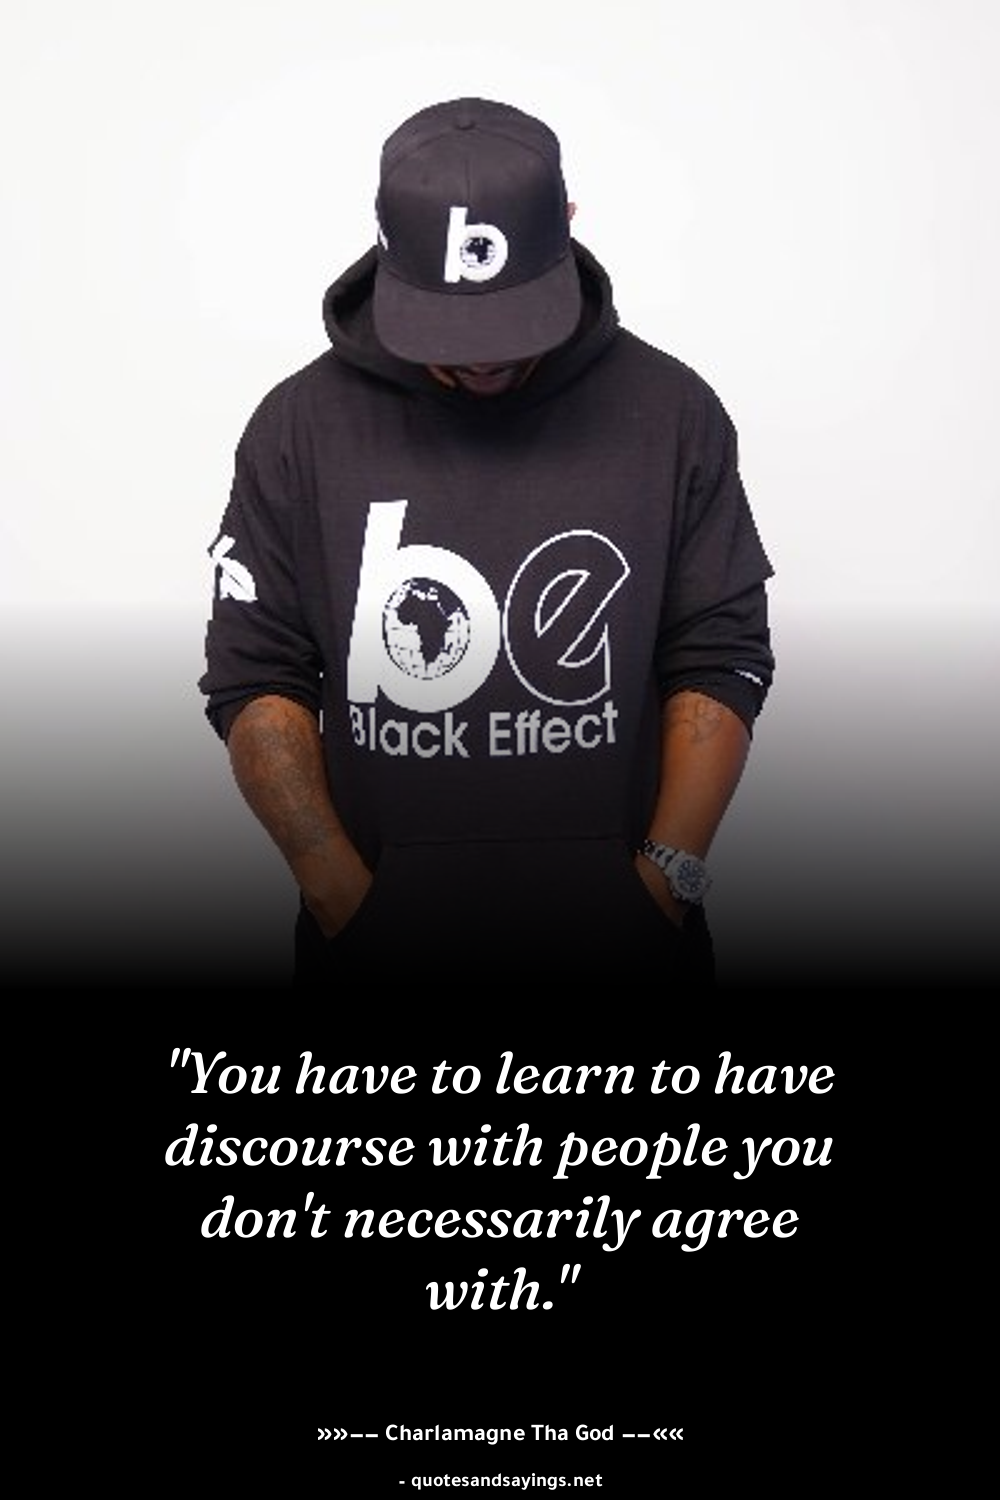 b
be
Black Effect
"You have to learn to have
discourse with people you
don't necessarily agree
with."
»»–– Charlamagne Tha God ––««
- quotesandsayings.net